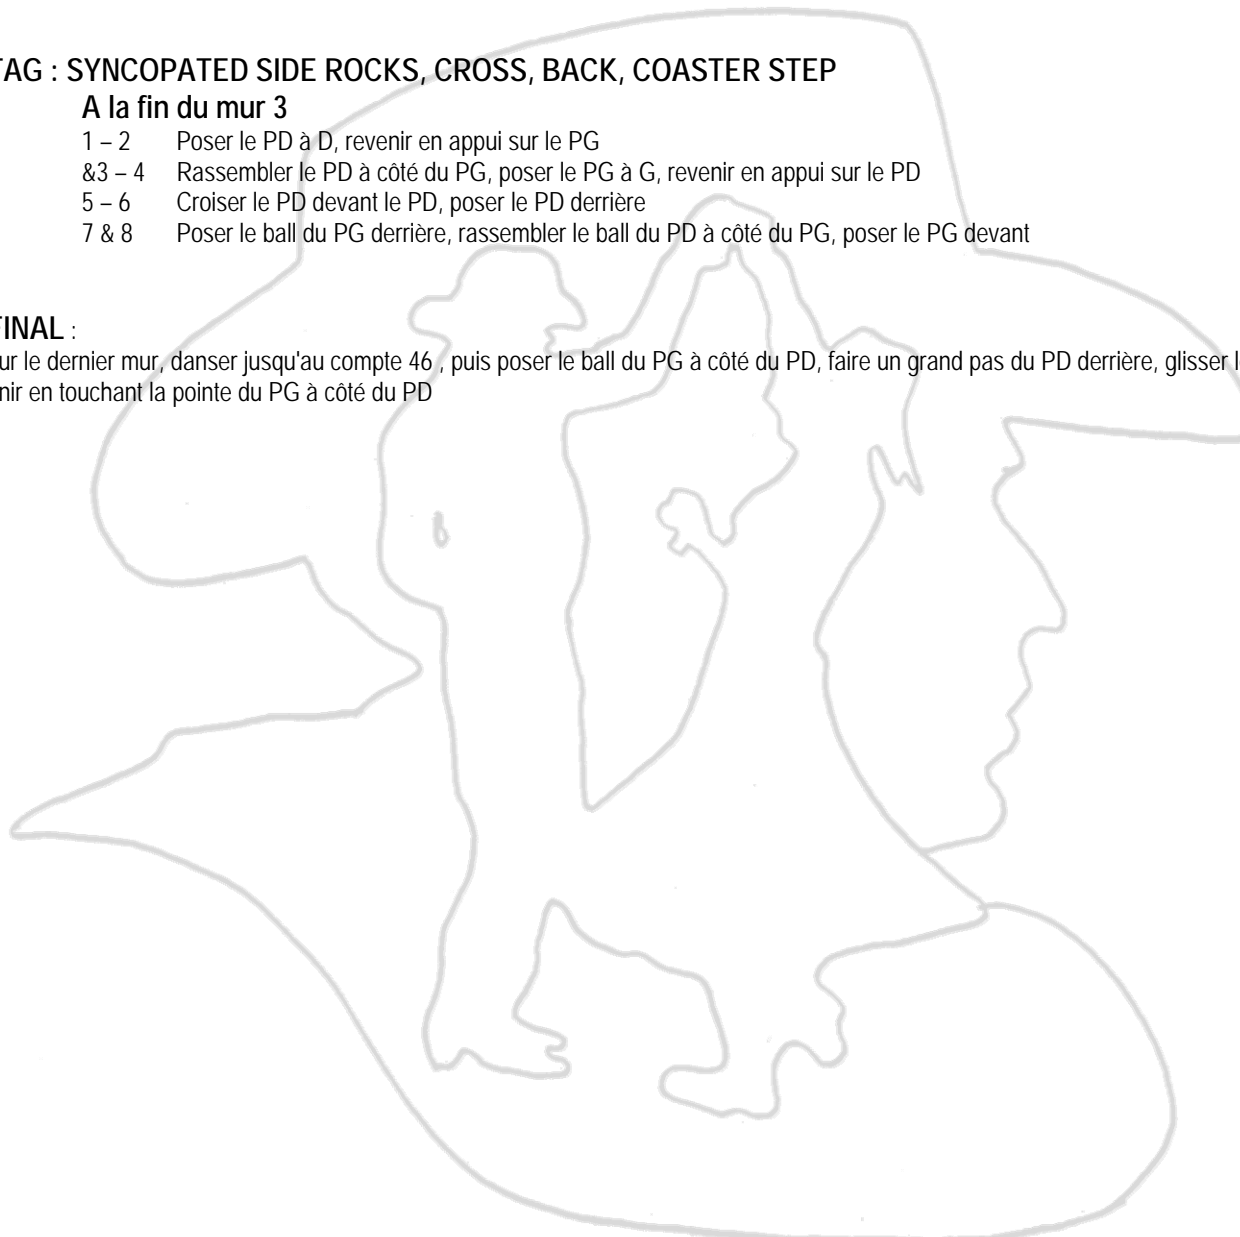 TAG : SYNCOPATED SIDE ROCKS, CROSS, BACK, COASTER STEP
A la fin du mur 3
1 – 2 Poser le PD à D, revenir en appui sur le PG
&3 – 4 Rassembler le PD à côté du PG, poser le PG à G, revenir en appui sur le PD
5 – 6 Croiser le PD devant le PD, poser le PD derrière
7 & 8 Poser le ball du PG derrière, rassembler le ball du PD à côté du PG, poser le PG devant
FINAL :
ur le dernier mur, danser jusqu'au compte 46 , puis poser le ball du PG à côté du PD, faire un grand pas du PD derrière, glisser
nir en touchant la pointe du PG à côté du PD